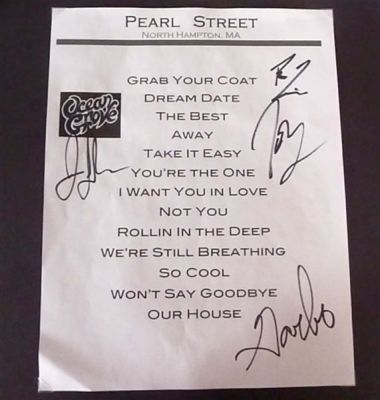 PEARL STREET
NORTH HAMPTON, MA
GRAB YOUR COAT
DREAM DATE
Ocean
Grove
THE BEST
AWAY
TAKE IT EASY
YOU'RE THE ONE
I WANT YOU IN LOVE
NOT YOU
ROLLIN IN THE DEEP
WE'RE STILL BREATHING
SO COOL
WON'T SAY GOODBYE
OUR HOUSE